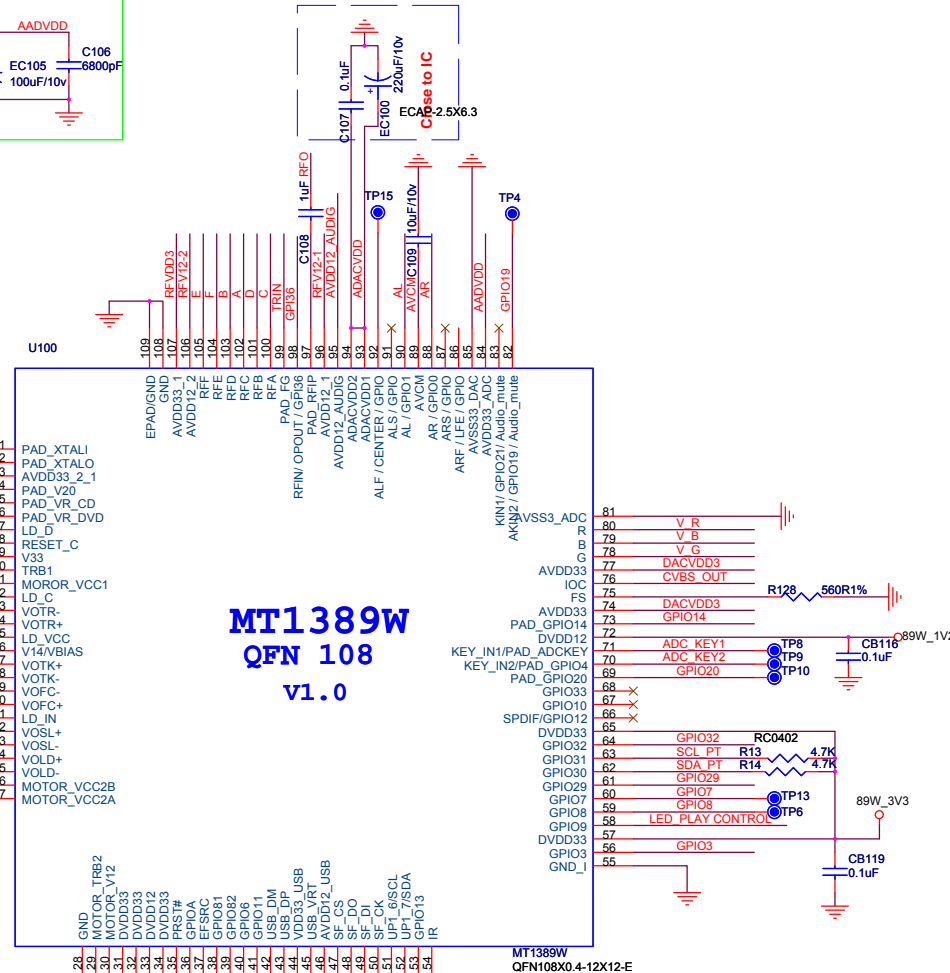 AADVDD
C106
6800pF
EC105
100uF/10v
0.1uF
C107
220uF/10v
EC100
Close to IC
ECAP-2.5X6.3
RFO
1uF
C108
TP15
10uF/10v
C109
TP4
RFVDD3
RFV12-2
E
F
B
A
D
C
TRIN
GPI36
RFV12-1
AVDD12_AUDIG
ADACVDD
AL
AVCM
AR
AADVDD
GPIO19
U100
109
108
107
106
105
104
103
102
101
100
99
98
97
96
95
94
93
92
91
90
89
88
87
86
85
84
83
82
EPAD/GND
GND
AVDD33_1
AVDD12_2
RFF
RFE
RFD
RFC
RFB
RFA
PAD_FG
RFIN/ OPOUT / GPI36
PAD_RFIP
AVDD12_1
AVDD12_AUDIG
ADACVDD2
ADACVDD1
ALF / CENTER / GPIO
ALS / GPIO
AL / GPIO1
AVCM
AR / GPIO0
ARS / GPIO
ARF / LFE / GPIO
AVSS33_DAC
AVDD33_ADC
KIN1/ GPIO21/ Audio_mute
AKIN2 / GPIO19 / Audio_mute
PAD_XTALI
PAD_XTALO
AVDD33_2_1
PAD_V20
PAD_VR_CD
PAD_VR_DVD
LD_D
RESET_C
V33
TRB1
MOROR_VCC1
LD_C
VOTR-
VOTR+
LD_VCC
V14/VBIAS
VOTK+
VOTK-
VOFC-
VOFC+
LD_IN
VOSL+
VOSL-
VOLD+
VOLD-
MOTOR_VCC2B
MOTOR_VCC2A
MT1389W
QFN 108
V1.0
AVSS3_ADC 81
R 80 V_R
B 79 V_B
G 78 V_G
AVDD33 77 DACVDD3
IOC 76 CVBS_OUT
FS 75 R128 560R1%
AVDD33 74 DACVDD3
PAD_GPIO14 73 GPIO14
DVDD12 72 89W_1V2
KEY_IN1/PAD_ADCKEY 71 ADC_KEY1 TP8
CB116
0.1uF
KEY_IN2/PAD_GPIO4 70 ADC_KEY2 TP9
PAD_GPIO20 69 GPIO20 TP10
GPIO33 68
GPIO10 67
SPDIF/GPIO12 66
DVDD33 65
GPIO32 64 GPIO32 RC0402
GPIO31 63 SCL_PT R13 4.7K
GPIO30 62 SDA_PT R14 4.7K
GPIO29 61 GPIO29
GPIO7 60 GPIO7 TP13
GPIO8 59 GPIO8 TP6
GPIO9 58 LED_PLAY CONTROL
89W_3V3
DVDD33 57
GPIO3 56 GPIO3
GND_I 55
CB119
0.1uF
GND
MOTOR_TRB2
MOTOR_V12
DVDD33
DVDD33
DVDD12
DVDD33
PRST#
GPIOA
EFSRC
GPIO81
GPIO82
GPIO6
GPIO11
USB_DM
USB_DP
VDD33_USB
USB_VRT
AVDD12_USB
SF_CS
SF_DO
SF_DI
SF_CK
UP1_6/SCL
UP1_7/SDA
GPIO13
IR
28
29
30
31
32
33
34
35
36
37
38
39
40
41
42
43
44
45
46
47
48
49
50
51
52
53
54
MT1389W
QFN108X0.4-12X12-E